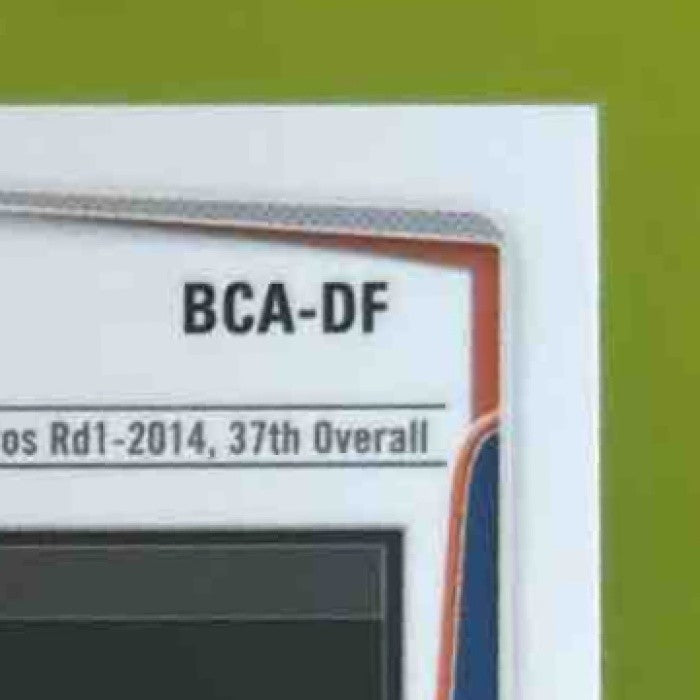 BCA-DF
os Rd1-2014, 37th Overall